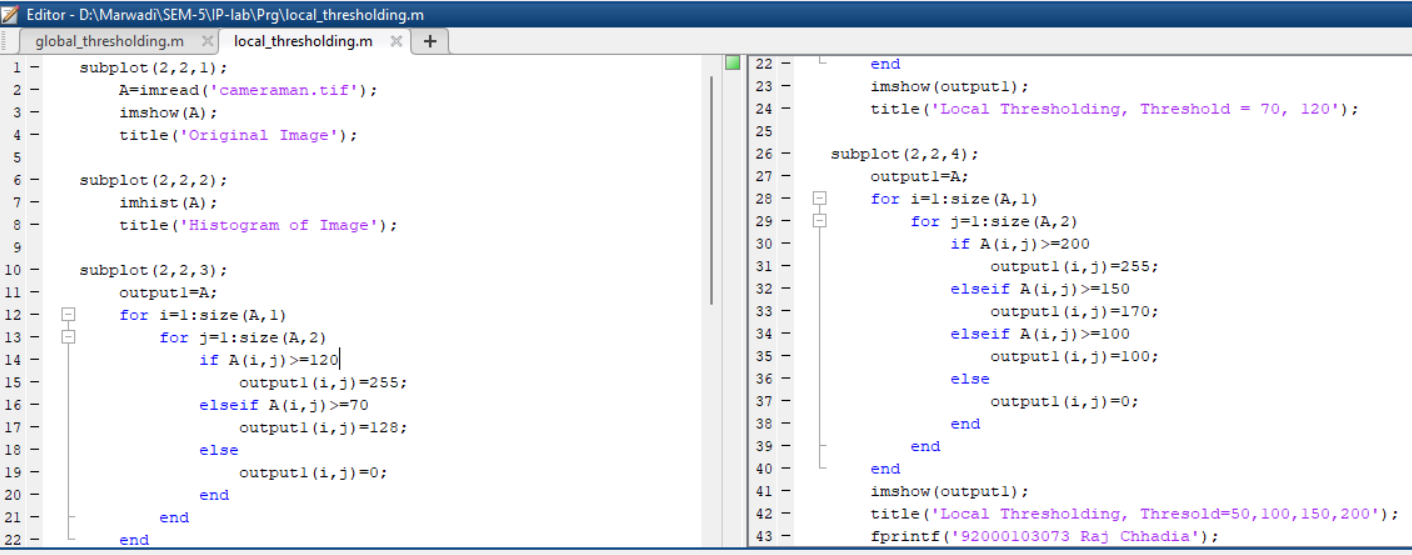 Editor - D:\Marwadi\SEM-5\IP-lab\Prg\local_thresholding.m
global_thresholding.m × local_thresholding.m × +
1 - subplot(2,2,1);
2 - A=imread('cameraman.tif');
3 - imshow(A);
4 - title('Original Image');
5
6 - subplot(2,2,2);
7 - imhist(A);
8 - title('Histogram of Image');
9
10 - subplot(2,2,3);
11 - output1=A;
12 - for i=1:size(A,1)
13 - for j=1:size(A,2)
14 - if A(i,j)>=120
15 - output1(i,j)=255;
16 - elseif A(i,j)>=70
17 - output1(i,j)=128;
18 - else
19 - output1(i,j)=0;
20 - end
21 - end
22 - end
22 - end
23 - imshow(output1);
24 - title('Local Thresholding, Threshold = 70, 120');
25
26 - subplot(2,2,4);
27 - output1=A;
28 - for i=1:size(A,1)
29 - for j=1:size(A,2)
30 - if A(i,j)>=200
31 - output1(i,j)=255;
32 - elseif A(i,j)>=150
33 - output1(i,j)=170;
34 - elseif A(i,j)>=100
35 - output1(i,j)=100;
36 - else
37 - output1(i,j)=0;
38 - end
39 - end
40 - end
41 - imshow(output1);
42 - title('Local Thresholding, Thresold=50,100,150,200');
43 - fprintf('92000103073 Raj Chhadia');